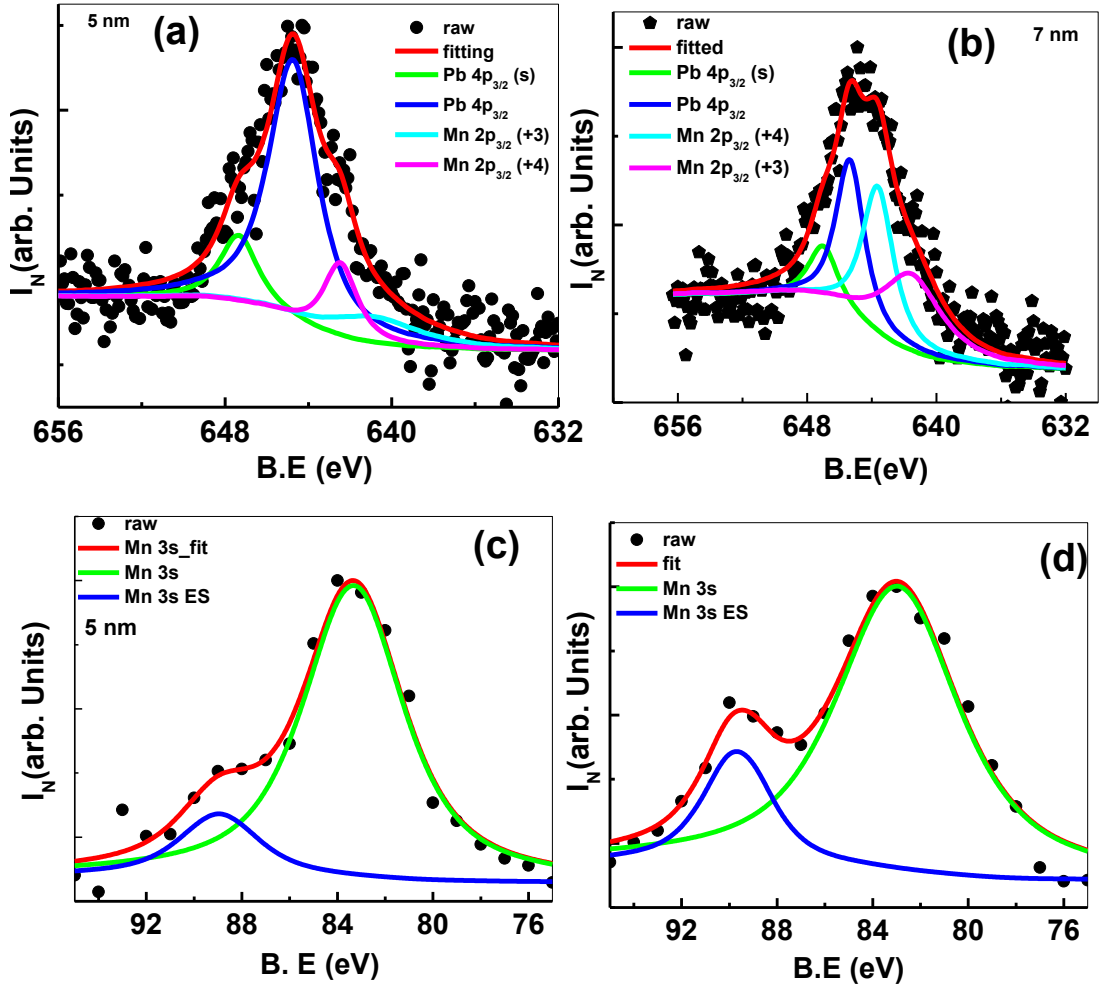 5 nm
(a)
raw
fitting
Pb 4p3/2 (s)
Pb 4p3/2
Mn 2p3/2 (+3)
Mn 2p3/2 (+4)
IN(arb. Units)
656 648 640 632
B.E (eV)
raw
fitted
Pb 4p3/2 (s)
Pb 4p3/2
Mn 2p3/2 (+4)
Mn 2p3/2 (+3)
(b)
7 nm
IN(arb. Units)
656 648 640 632
B.E(eV)
raw
Mn 3s_fit
Mn 3s
Mn 3s ES
5 nm
(c)
IN(arb. Units)
92 88 84 80 76
B. E (eV)
raw
fit
Mn 3s
Mn 3s ES
(d)
IN(arb. Units)
92 88 84 80 76
B.E (eV)